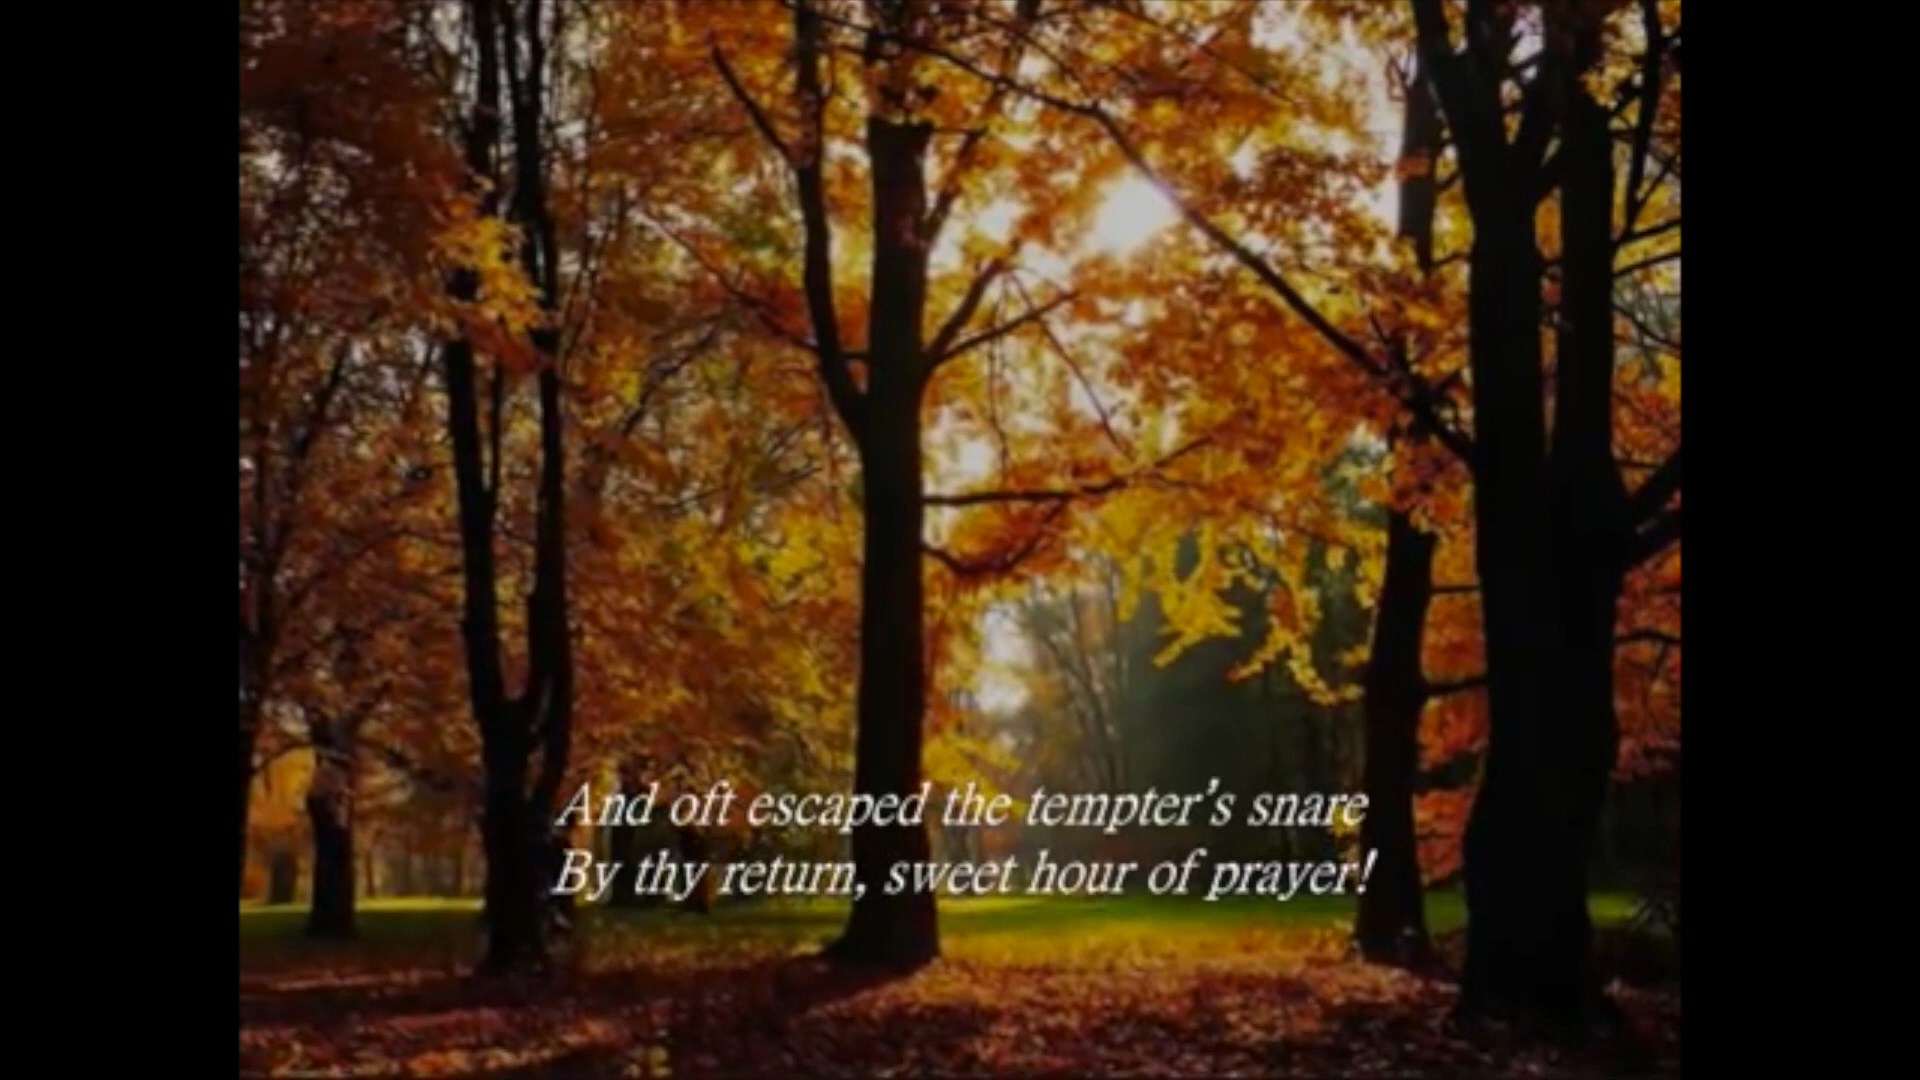 And oft escaped the tempter's snare
By thy return, sweet hour of prayer!